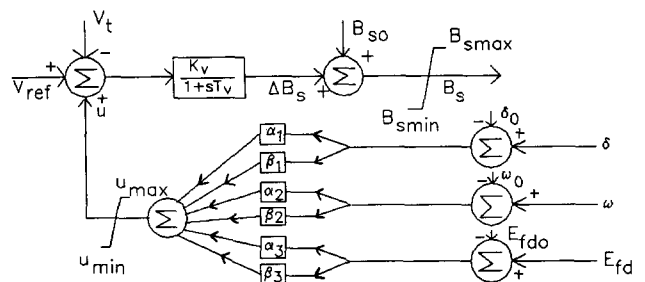 V_t
B_so
B_smax
V_ref + − Σ + u
K_v
1+sT_v
ΔB_s + Σ +
B_s
B_smin
u_max
u_min
Σ
α_1
β_1
α_2
β_2
α_3
β_3
− δ_0
Σ + δ
− ω_0
Σ + ω
− E_fdo
Σ + E_fd